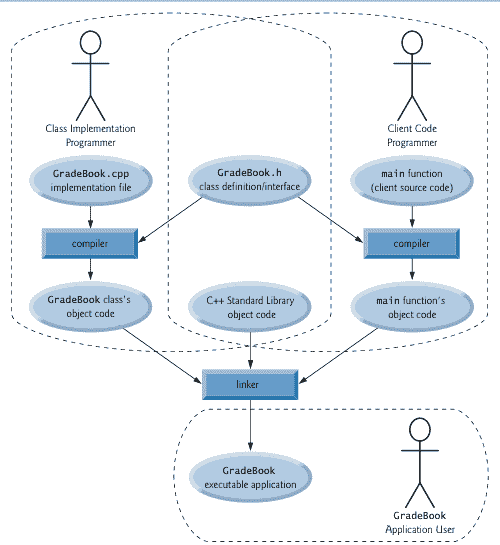 Class Implementation
Programmer
Client Code
Programmer
GradeBook.cpp
implementation file
GradeBook.h
class definition/interface
main function
(client source code)
compiler
compiler
GradeBook class's
object code
C++ Standard Library
object code
main function's
object code
linker
GradeBook
executable application
GradeBook
Application User